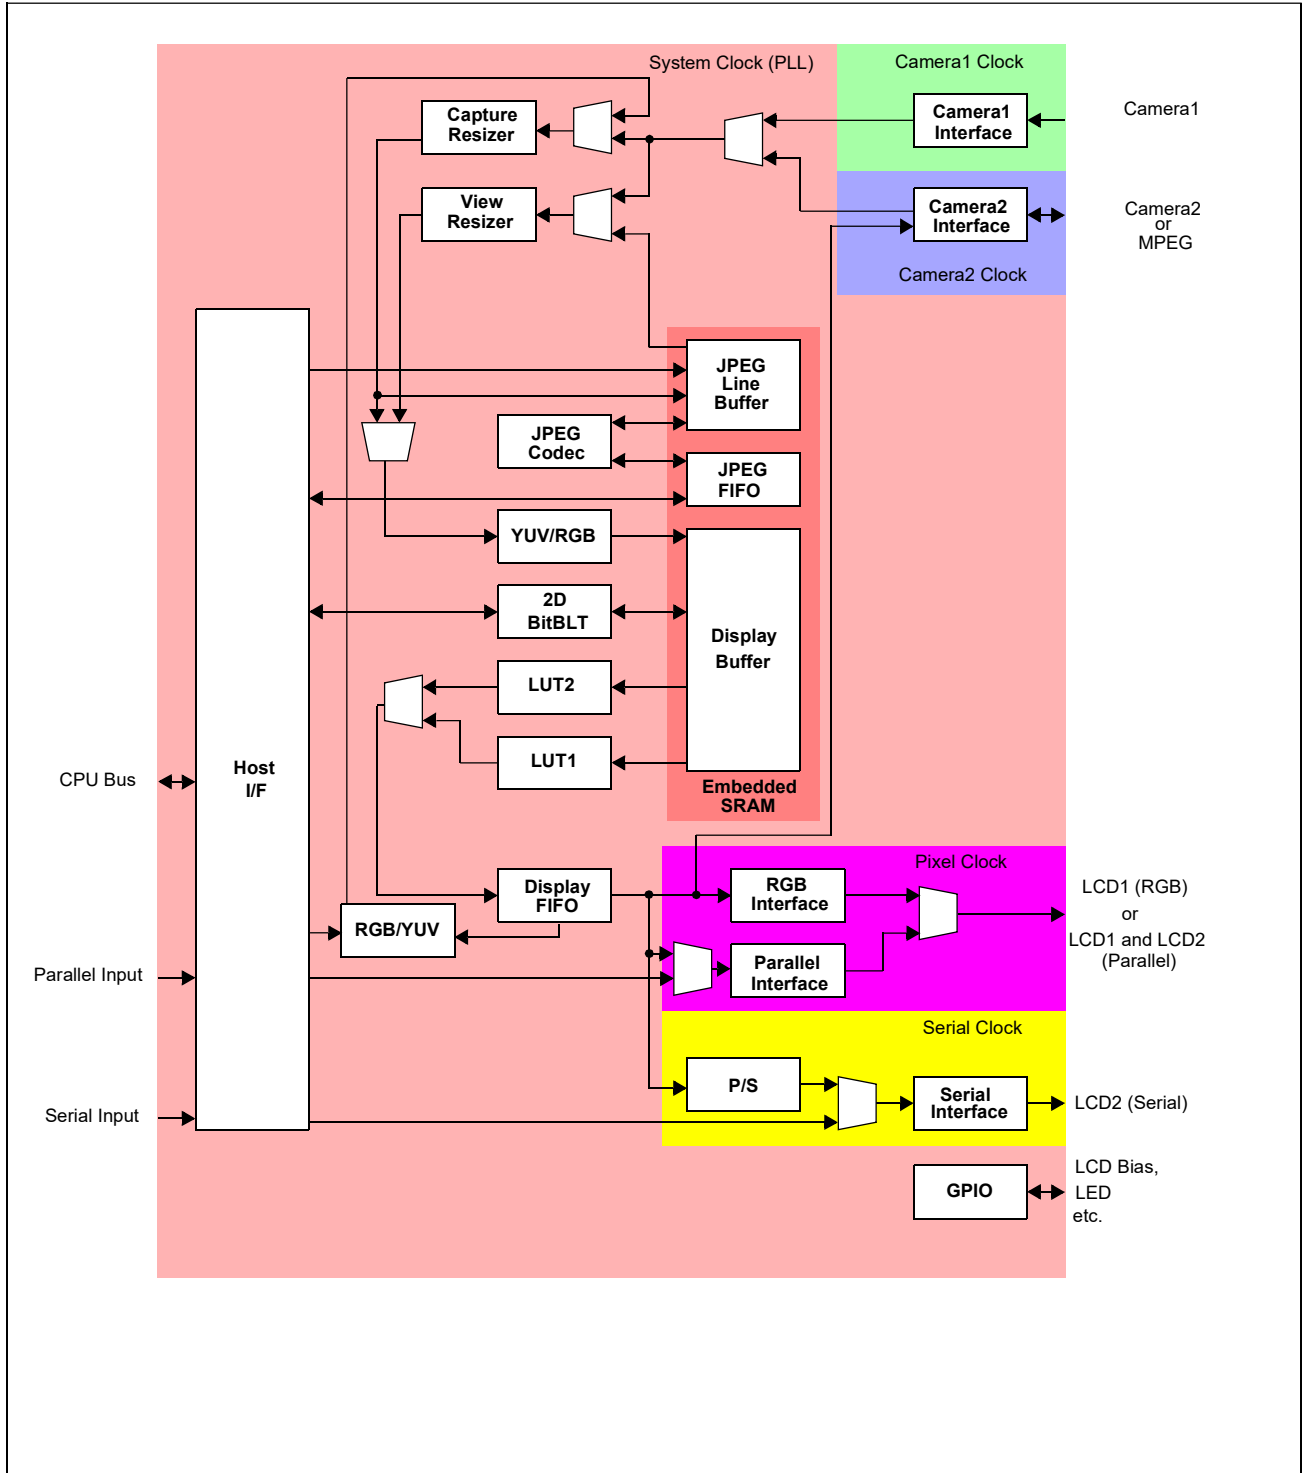 System Clock (PLL)
Camera1 Clock
Capture
Resizer
Camera1
Interface
Camera1
View
Resizer
Camera2
Interface
Camera2
or
MPEG
Camera2 Clock
JPEG
Line
Buffer
JPEG
Codec
JPEG
FIFO
YUV/RGB
2D
BitBLT
Display
Buffer
LUT2
LUT1
Embedded
SRAM
CPU Bus
Host
I/F
Pixel Clock
Display
FIFO
RGB
Interface
LCD1 (RGB)
or
LCD1 and LCD2
(Parallel)
RGB/YUV
Parallel
Interface
Parallel Input
Serial Clock
P/S
Serial
Interface
LCD2 (Serial)
Serial Input
GPIO
LCD Bias,
LED
etc.